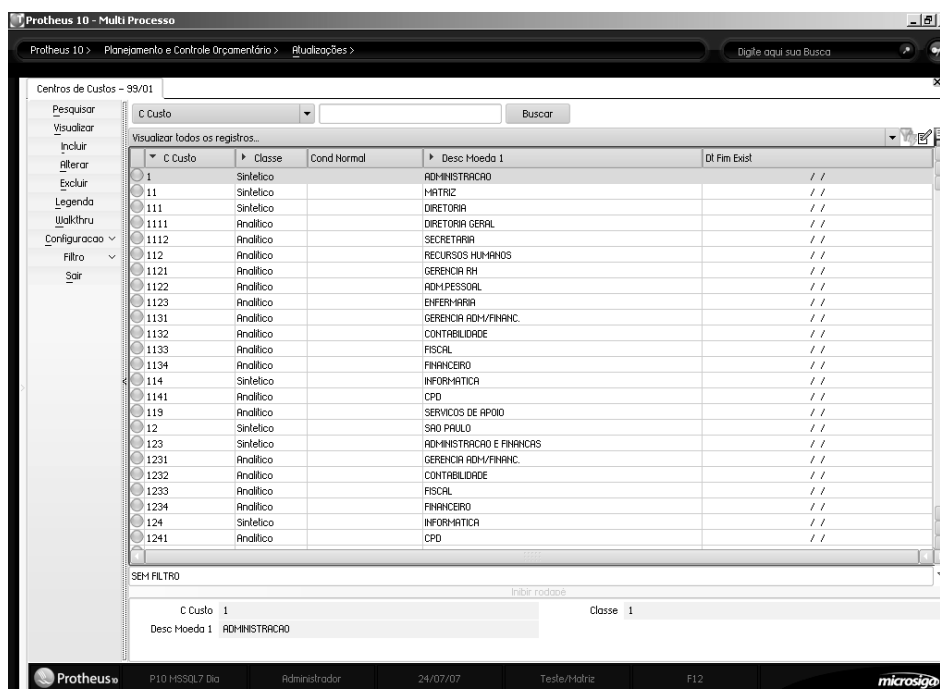 Protheus 10 - Multi Processo
Protheus 10 > Planejamento e Controle Orçamentário > Atualizações > Digite aqui sua Busca
Centros de Custos - 99/01
Pesquisar
Visualizar
Incluir
Alterar
Excluir
Legenda
Walkthru
Configuracao
Filtro
Sair
C Custo Buscar
Visualizar todos os registros...
C Custo Classe Cond Normal Desc Moeda 1 Dt Fim Exist
1 Sintetico ADMINISTRACAO / /
11 Sintetico MATRIZ / /
111 Sintetico DIRETORIA / /
1111 Analitico DIRETORIA GERAL / /
1112 Analitico SECRETARIA / /
112 Analitico RECURSOS HUMANOS / /
1121 Analitico GERENCIA RH / /
1122 Analitico ADM.PESSOAL / /
1123 Analitico ENFERMARIA / /
1131 Analitico GERENCIA ADM/FINANC. / /
1132 Analitico CONTABILIDADE / /
1133 Analitico FISCAL / /
1134 Analitico FINANCEIRO / /
114 Sintetico INFORMATICA / /
1141 Analitico CPD / /
119 Analitico SERVICOS DE APOIO / /
12 Sintetico SAO PAULO / /
123 Sintetico ADMINISTRACAO E FINANCAS / /
1231 Analitico GERENCIA ADM/FINANC. / /
1232 Analitico CONTABILIDADE / /
1233 Analitico FISCAL / /
1234 Analitico FINANCEIRO / /
124 Sintetico INFORMATICA / /
1241 Analitico CPD / /
SEM FILTRO
Inibir rodapé
C Custo 1 Classe 1
Desc Moeda 1 ADMINISTRACAO
Protheus 10 P10 MSSQL7 Dia Administrador 24/07/07 Teste/Matriz F12 microsiga